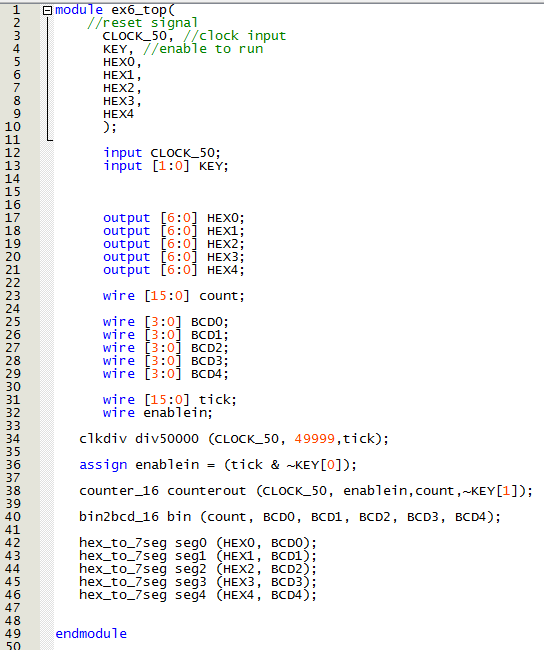 1 module ex6_top(
2 //reset signal
3 CLOCK_50, //clock input
4 KEY, //enable to run
5 HEX0,
6 HEX1,
7 HEX2,
8 HEX3,
9 HEX4
10 );
11
12 input CLOCK_50;
13 input [1:0] KEY;
14
15
16
17 output [6:0] HEX0;
18 output [6:0] HEX1;
19 output [6:0] HEX2;
20 output [6:0] HEX3;
21 output [6:0] HEX4;
22
23 wire [15:0] count;
24
25 wire [3:0] BCD0;
26 wire [3:0] BCD1;
27 wire [3:0] BCD2;
28 wire [3:0] BCD3;
29 wire [3:0] BCD4;
30
31 wire [15:0] tick;
32 wire enablein;
33
34 clkdiv div50000 (CLOCK_50, 49999,tick);
35
36 assign enablein = (tick & ~KEY[0]);
37
38 counter_16 counterout (CLOCK_50, enablein,count,~KEY[1]);
39
40 bin2bcd_16 bin (count, BCD0, BCD1, BCD2, BCD3, BCD4);
41
42 hex_to_7seg seg0 (HEX0, BCD0);
43 hex_to_7seg seg1 (HEX1, BCD1);
44 hex_to_7seg seg2 (HEX2, BCD2);
45 hex_to_7seg seg3 (HEX3, BCD3);
46 hex_to_7seg seg4 (HEX4, BCD4);
47
48
49 endmodule
50